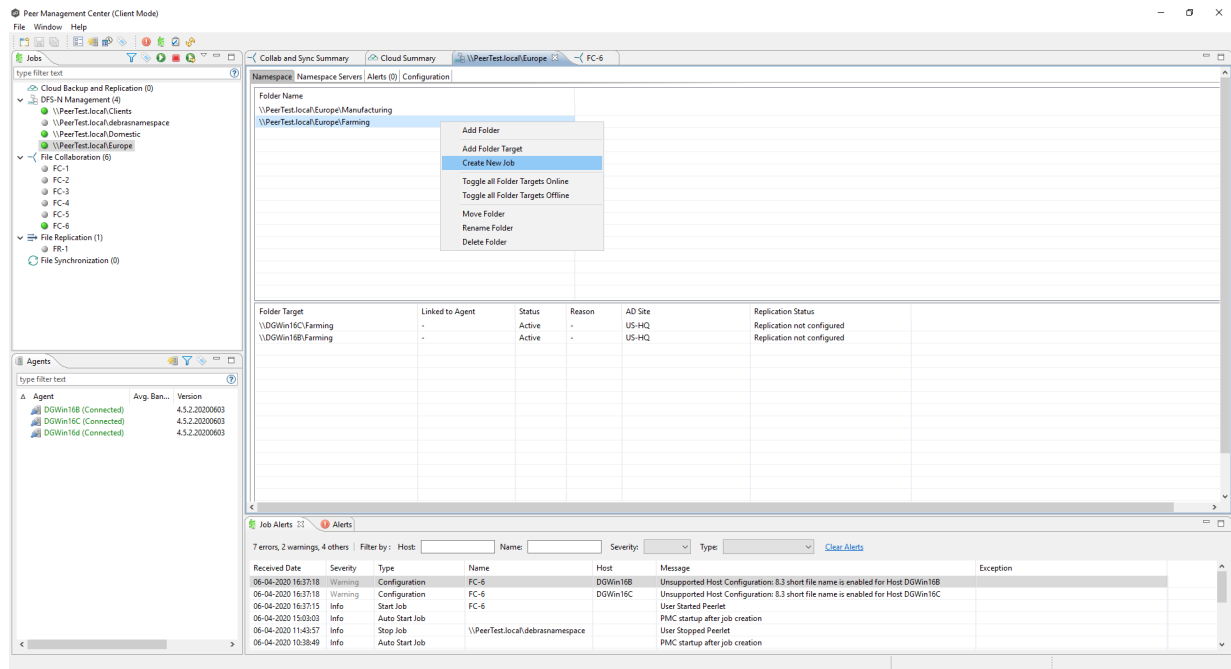 Peer Management Center (Client Mode)
File Window Help
Jobs
type filter text
Cloud Backup and Replication (0)
DFS-N Management (4)
\\PeerTest.local\Clients
\\PeerTest.local\debrasnamespace
\\PeerTest.local\Domestic
\\PeerTest.local\Europe
File Collaboration (6)
FC-1
FC-2
FC-3
FC-4
FC-5
FC-6
File Replication (1)
FR-1
File Synchronization (0)
Agents
type filter text
Agent Avg. Ban... Version
DGWin16B (Connected) 4.5.2.20200603
DGWin16C (Connected) 4.5.2.20200603
DGWin16d (Connected) 4.5.2.20200603
Collab and Sync Summary Cloud Summary \\PeerTest.local\Europe FC-6
Namespace Namespace Servers Alerts (0) Configuration
Folder Name
\\PeerTest.local\Europe\Manufacturing
\\PeerTest.local\Europe\Farming
Add Folder
Add Folder Target
Create New Job
Toggle all Folder Targets Online
Toggle all Folder Targets Offline
Move Folder
Rename Folder
Delete Folder
Folder Target Linked to Agent Status Reason AD Site Replication Status
\\DGWin16C\Farming - Active - US-HQ Replication not configured
\\DGWin16B\Farming - Active - US-HQ Replication not configured
Job Alerts Alerts
7 errors, 2 warnings, 4 others Filter by : Host: Name: Severity: Type: Clear Alerts
Received Date Severity Type Name Host Message Exception
06-04-2020 16:37:18 Warning Configuration FC-6 DGWin16B Unsupported Host Configuration: 8.3 short file name is enabled for Host DGWin16B
06-04-2020 16:37:18 Warning Configuration FC-6 DGWin16C Unsupported Host Configuration: 8.3 short file name is enabled for Host DGWin16C
06-04-2020 16:37:15 Info Start Job FC-6 User Started Peerlet
06-04-2020 15:03:03 Info Auto Start Job PMC startup after job creation
06-04-2020 11:43:57 Info Stop Job \\PeerTest.local\debrasnamespace User Stopped Peerlet
06-04-2020 10:38:49 Info Auto Start Job PMC startup after job creation